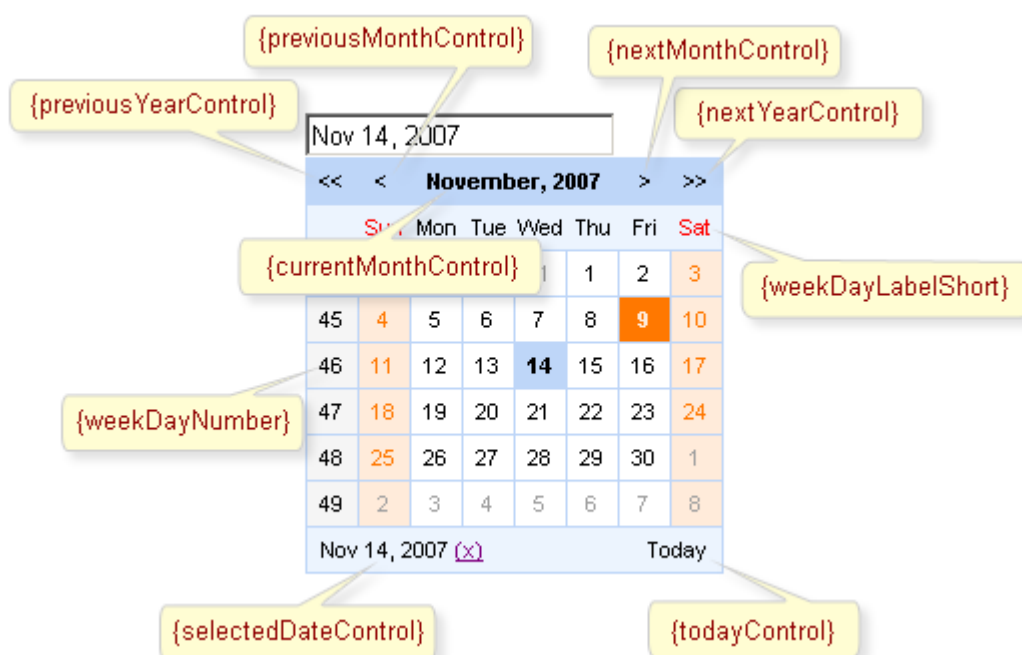 {previousMonthControl}
{nextMonthControl}
{previousYearControl}
{nextYearControl}
Nov 14, 2007
<< < November, 2007 > >>
Sun Mon Tue Wed Thu Fri Sat
{currentMonthControl}
1 2 3
{weekDayLabelShort}
45 4 5 6 7 8 9 10
46 11 12 13 14 15 16 17
{weekDayNumber}
47 18 19 20 21 22 23 24
48 25 26 27 28 29 30 1
49 2 3 4 5 6 7 8
Nov 14, 2007 (x) Today
{selectedDateControl}
{todayControl}